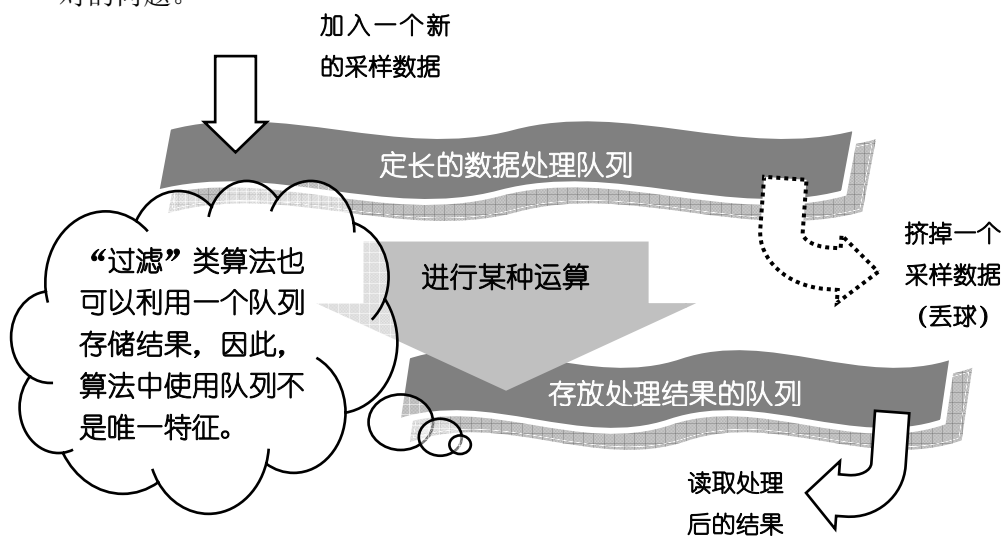 对的问题。
加入一个新
的采样数据
定长的数据处理队列
挤掉一个
采样数据
（丢球）
“过滤”类算法也
可以利用一个队列
存储结果，因此，
算法中使用队列不
是唯一特征。
进行某种运算
存放处理结果的队列
读取处理
后的结果